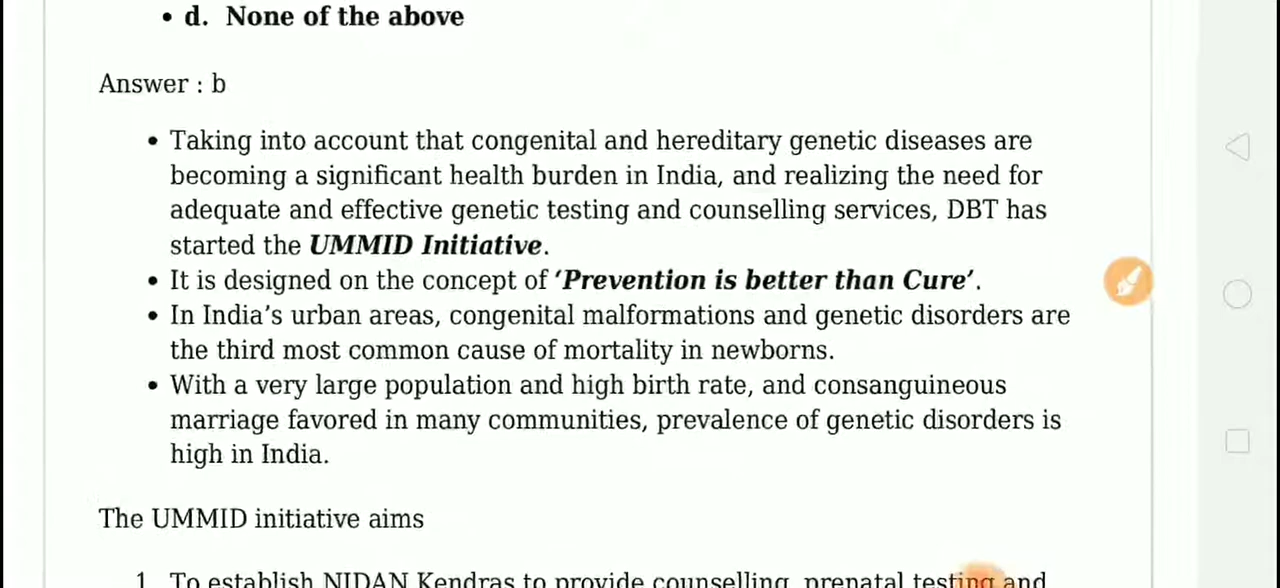 • d. None of the above
Answer : b
• Taking into account that congenital and hereditary genetic diseases are
becoming a significant health burden in India, and realizing the need for
adequate and effective genetic testing and counselling services, DBT has
started the UMMID Initiative.
• It is designed on the concept of ‘Prevention is better than Cure’.
• In India’s urban areas, congenital malformations and genetic disorders are
the third most common cause of mortality in newborns.
• With a very large population and high birth rate, and consanguineous
marriage favored in many communities, prevalence of genetic disorders is
high in India.
The UMMID initiative aims
1. To establish NIDAN Kendras to provide counselling, prenatal testing and